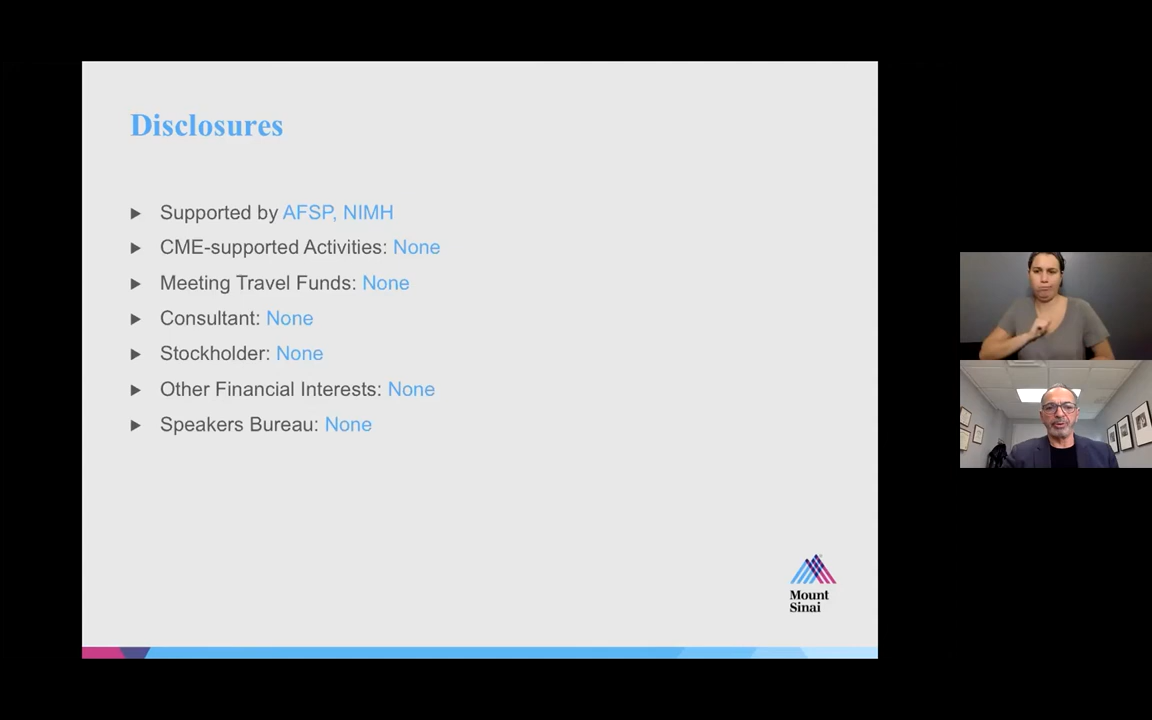 Disclosures
Supported by AFSP, NIMH
CME-supported Activities: None
Meeting Travel Funds: None
Consultant: None
Stockholder: None
Other Financial Interests: None
Speakers Bureau: None
Mount
Sinai